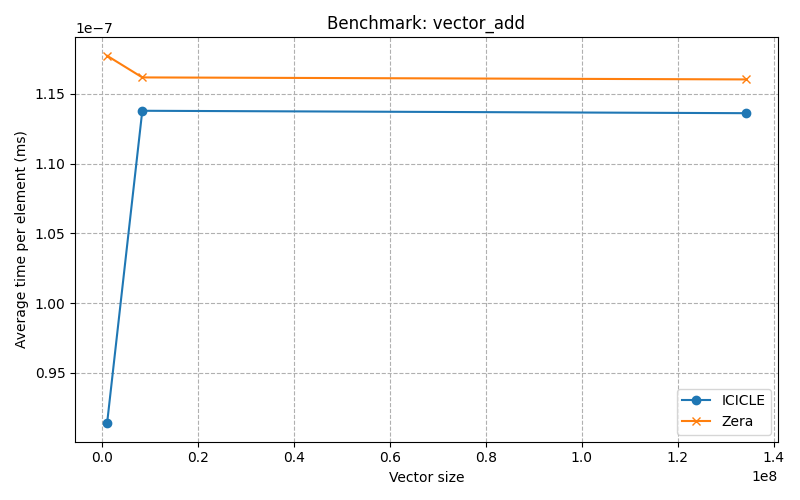 Benchmark: vector_add
1e−7
1.15
1.10
1.05
1.00
0.95
Average time per element (ms)
ICICLE
Zera
0.0 0.2 0.4 0.6 0.8 1.0 1.2 1.4
1e8
Vector size